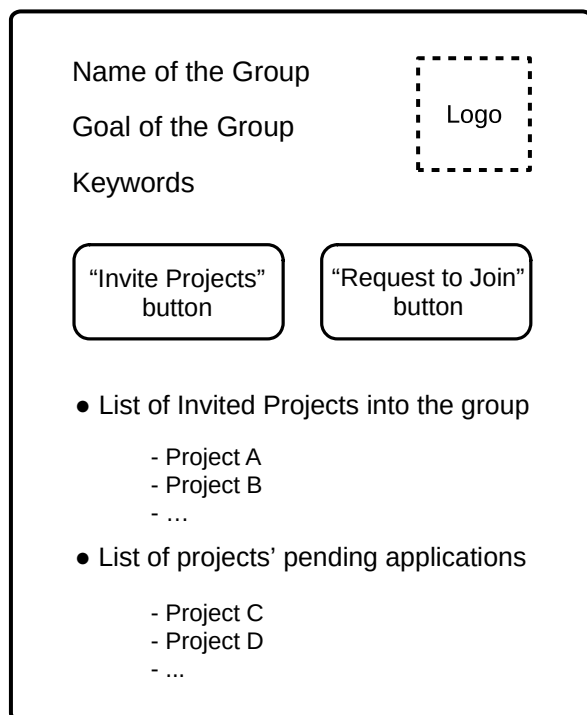 Name of the Group
Logo
Goal of the Group
Keywords
“Invite Projects”
button
“Request to Join”
button
● List of Invited Projects into the group
- Project A
- Project B
- …
● List of projects’ pending applications
- Project C
- Project D
- ...